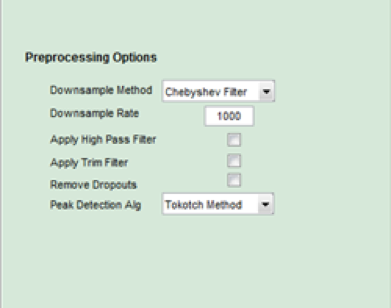 Preprocessing Options
Downsample Method Chebyshev Filter
Downsample Rate 1000
Apply High Pass Filter
Apply Trim Filter
Remove Dropouts
Peak Detection Alg Tokotch Method